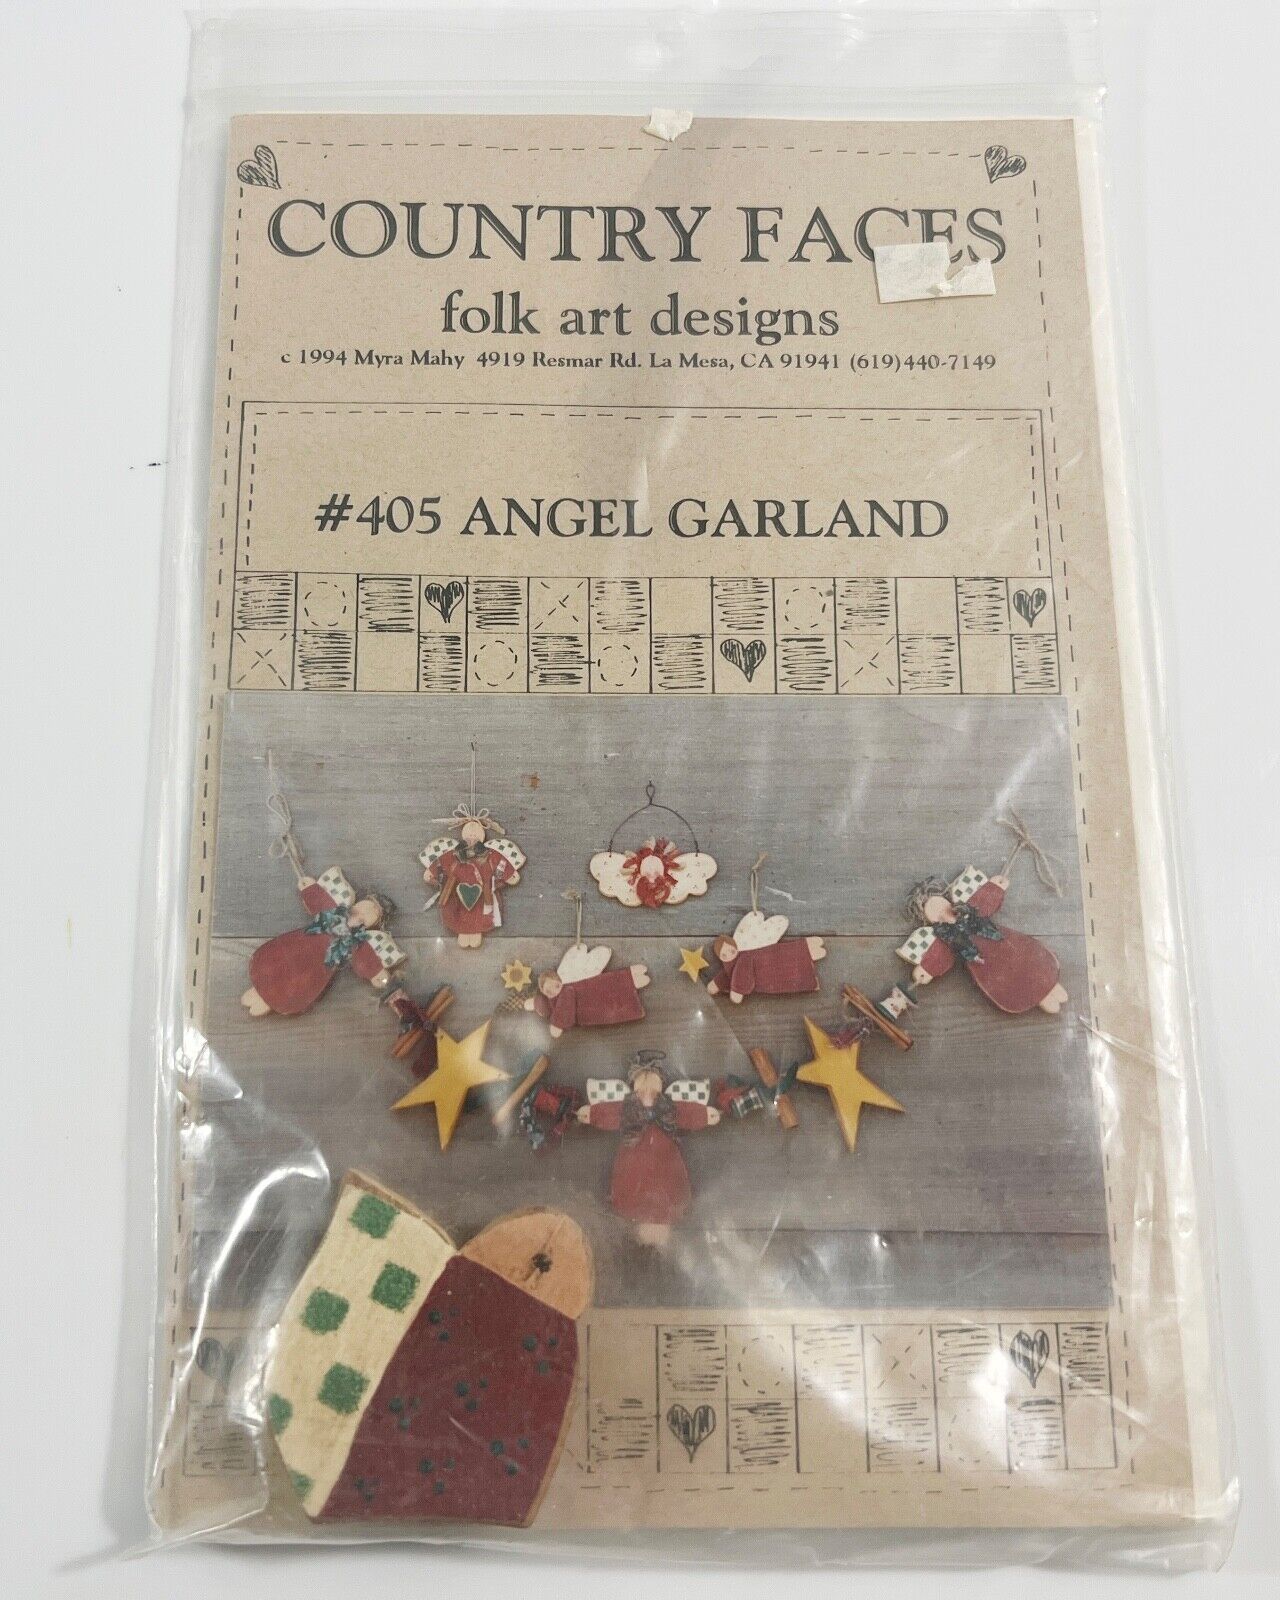 COUNTRY FACES
folk art designs
c 1994 Myra Mahy 4919 Resmar Rd. La Mesa, CA 91941 (619)440-7149
#405 ANGEL GARLAND